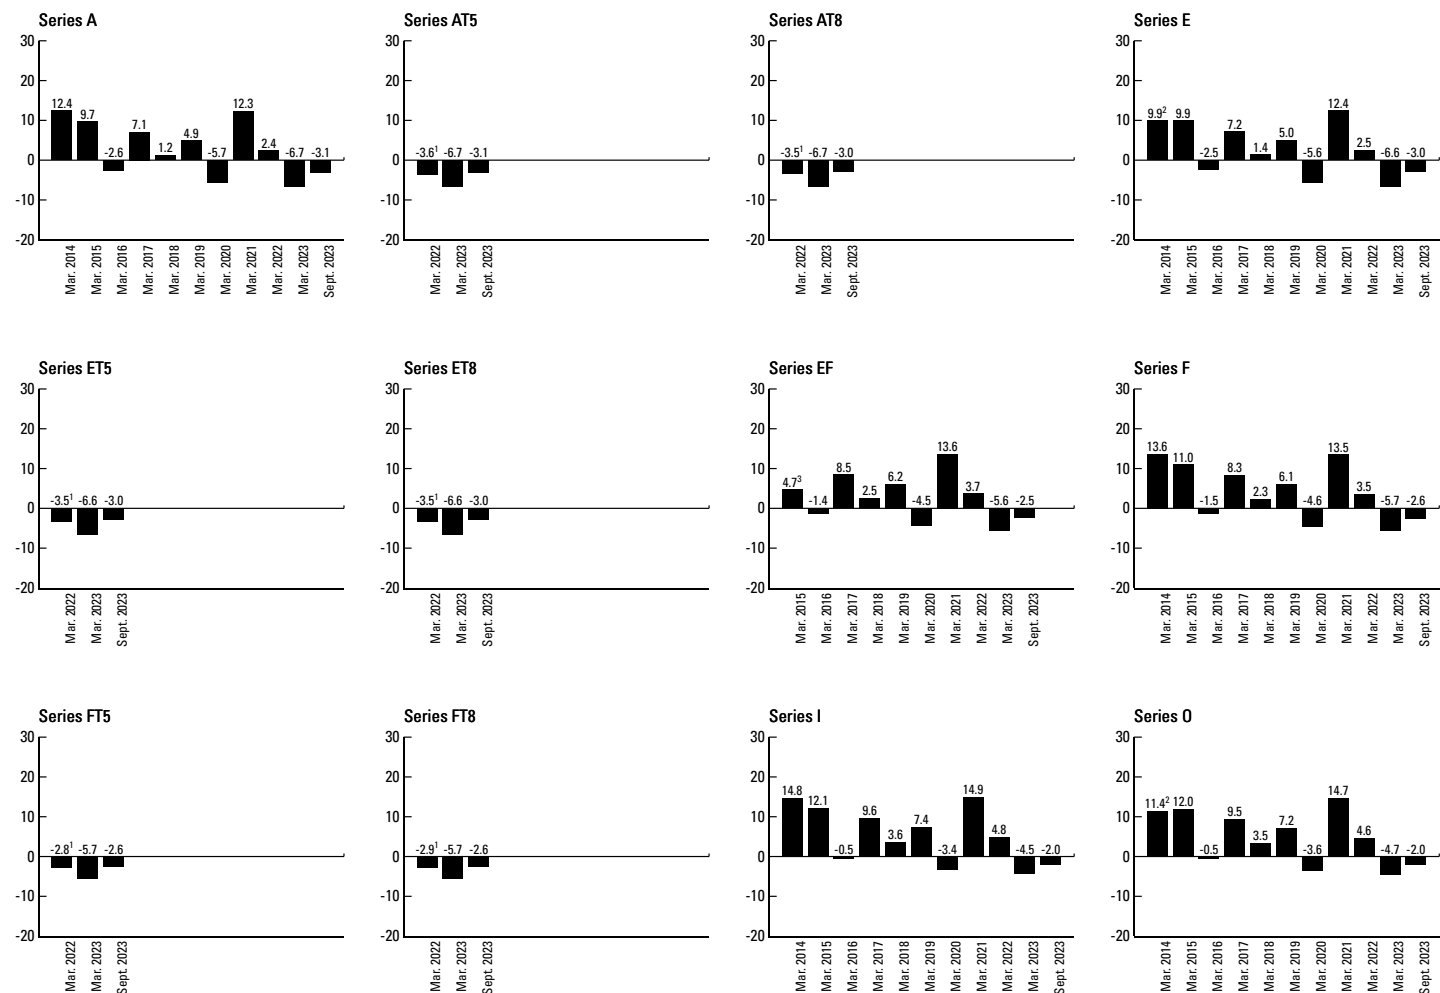 Series A
30
20
10
0
-10
-20
12.4 9.7 -2.6 7.1 1.2 4.9 -5.7 12.3 2.4 -6.7 -3.1
Mar. 2014 Mar. 2015 Mar. 2016 Mar. 2017 Mar. 2018 Mar. 2019 Mar. 2020 Mar. 2021 Mar. 2022 Mar. 2023 Sept. 2023
Series AT5
30
20
10
0
-10
-20
-3.6¹ -6.7 -3.1
Mar. 2022 Mar. 2023 Sept. 2023
Series AT8
30
20
10
0
-10
-20
-3.5¹ -6.7 -3.0
Mar. 2022 Mar. 2023 Sept. 2023
Series E
30
20
10
0
-10
-20
9.9² 9.9 -2.5 7.2 1.4 5.0 -5.6 12.4 2.5 -6.6 -3.0
Mar. 2014 Mar. 2015 Mar. 2016 Mar. 2017 Mar. 2018 Mar. 2019 Mar. 2020 Mar. 2021 Mar. 2022 Mar. 2023 Sept. 2023
Series ET5
30
20
10
0
-10
-20
-3.5¹ -6.6 -3.0
Mar. 2022 Mar. 2023 Sept. 2023
Series ET8
30
20
10
0
-10
-20
-3.5¹ -6.6 -3.0
Mar. 2022 Mar. 2023 Sept. 2023
Series EF
30
20
10
0
-10
-20
4.7³ -1.4 8.5 2.5 6.2 -4.5 13.6 3.7 -5.6 -2.5
Mar. 2015 Mar. 2016 Mar. 2017 Mar. 2018 Mar. 2019 Mar. 2020 Mar. 2021 Mar. 2022 Mar. 2023 Sept. 2023
Series F
30
20
10
0
-10
-20
13.6 11.0 -1.5 8.3 2.3 6.1 -4.6 13.5 3.5 -5.7 -2.6
Mar. 2014 Mar. 2015 Mar. 2016 Mar. 2017 Mar. 2018 Mar. 2019 Mar. 2020 Mar. 2021 Mar. 2022 Mar. 2023 Sept. 2023
Series FT5
30
20
10
0
-10
-20
-2.8¹ -5.7 -2.6
Mar. 2022 Mar. 2023 Sept. 2023
Series FT8
30
20
10
0
-10
-20
-2.9¹ -5.7 -2.6
Mar. 2022 Mar. 2023 Sept. 2023
Series I
30
20
10
0
-10
-20
14.8 12.1 -0.5 9.6 3.6 7.4 -3.4 14.9 4.8 -4.5 -2.0
Mar. 2014 Mar. 2015 Mar. 2016 Mar. 2017 Mar. 2018 Mar. 2019 Mar. 2020 Mar. 2021 Mar. 2022 Mar. 2023 Sept. 2023
Series O
30
20
10
0
-10
-20
11.4² 12.0 -0.5 9.5 3.5 7.2 -3.6 14.7 4.6 -4.7 -2.0
Mar. 2014 Mar. 2015 Mar. 2016 Mar. 2017 Mar. 2018 Mar. 2019 Mar. 2020 Mar. 2021 Mar. 2022 Mar. 2023 Sept. 2023